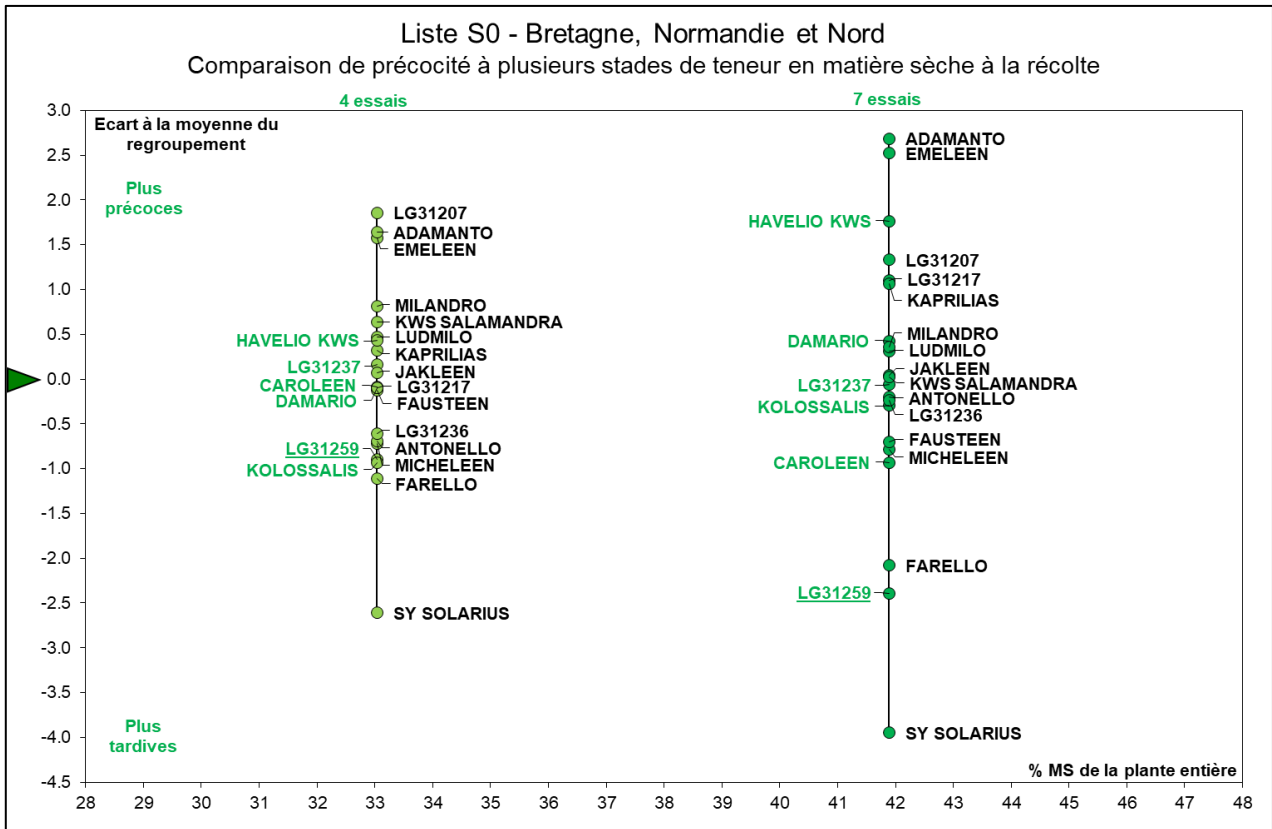 Liste S0 - Bretagne, Normandie et Nord
Comparaison de précocité à plusieurs stades de teneur en matière sèche à la récolte
4 essais
7 essais
Ecart à la moyenne du
regroupement
Plus
précoces
Plus
tardives
3.0
2.5
2.0
1.5
1.0
0.5
0.0
-0.5
-1.0
-1.5
-2.0
-2.5
-3.0
-3.5
-4.0
-4.5
LG31207
ADAMANTO
EMELEEN
MILANDRO
KWS SALAMANDRA
LUDMILO
HAVELIO KWS
KAPRILIAS
LG31237
JAKLEEN
CAROLEEN
LG31217
DAMARIO
FAUSTEEN
LG31236
LG31259
ANTONELLO
KOLOSSALIS
MICHELEEN
FARELLO
SY SOLARIUS
ADAMANTO
EMELEEN
HAVELIO KWS
LG31207
LG31217
KAPRILIAS
MILANDRO
DAMARIO
LUDMILO
JAKLEEN
LG31237
KWS SALAMANDRA
ANTONELLO
KOLOSSALIS
LG31236
FAUSTEEN
MICHELEEN
CAROLEEN
FARELLO
LG31259
SY SOLARIUS
% MS de la plante entière
28 29 30 31 32 33 34 35 36 37 38 39 40 41 42 43 44 45 46 47 48